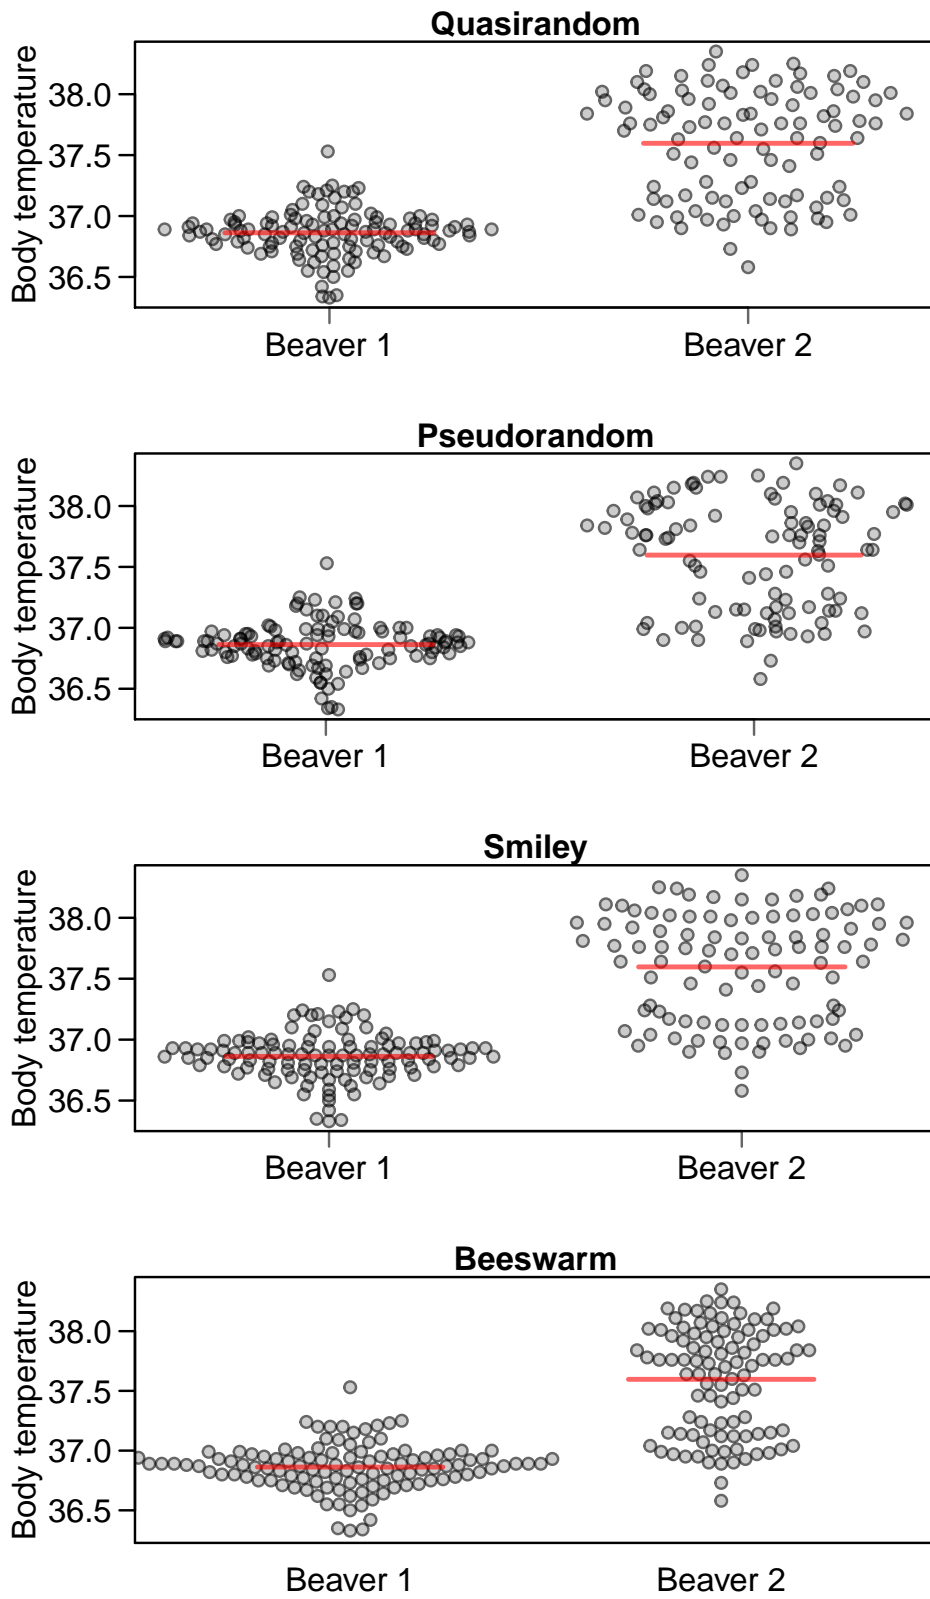 Quasirandom
Body temperature
38.0
37.5
37.0
36.5
Beaver 1 Beaver 2
Pseudorandom
Body temperature
38.0
37.5
37.0
36.5
Beaver 1 Beaver 2
Smiley
Body temperature
38.0
37.5
37.0
36.5
Beaver 1 Beaver 2
Beeswarm
Body temperature
38.0
37.5
37.0
36.5
Beaver 1 Beaver 2